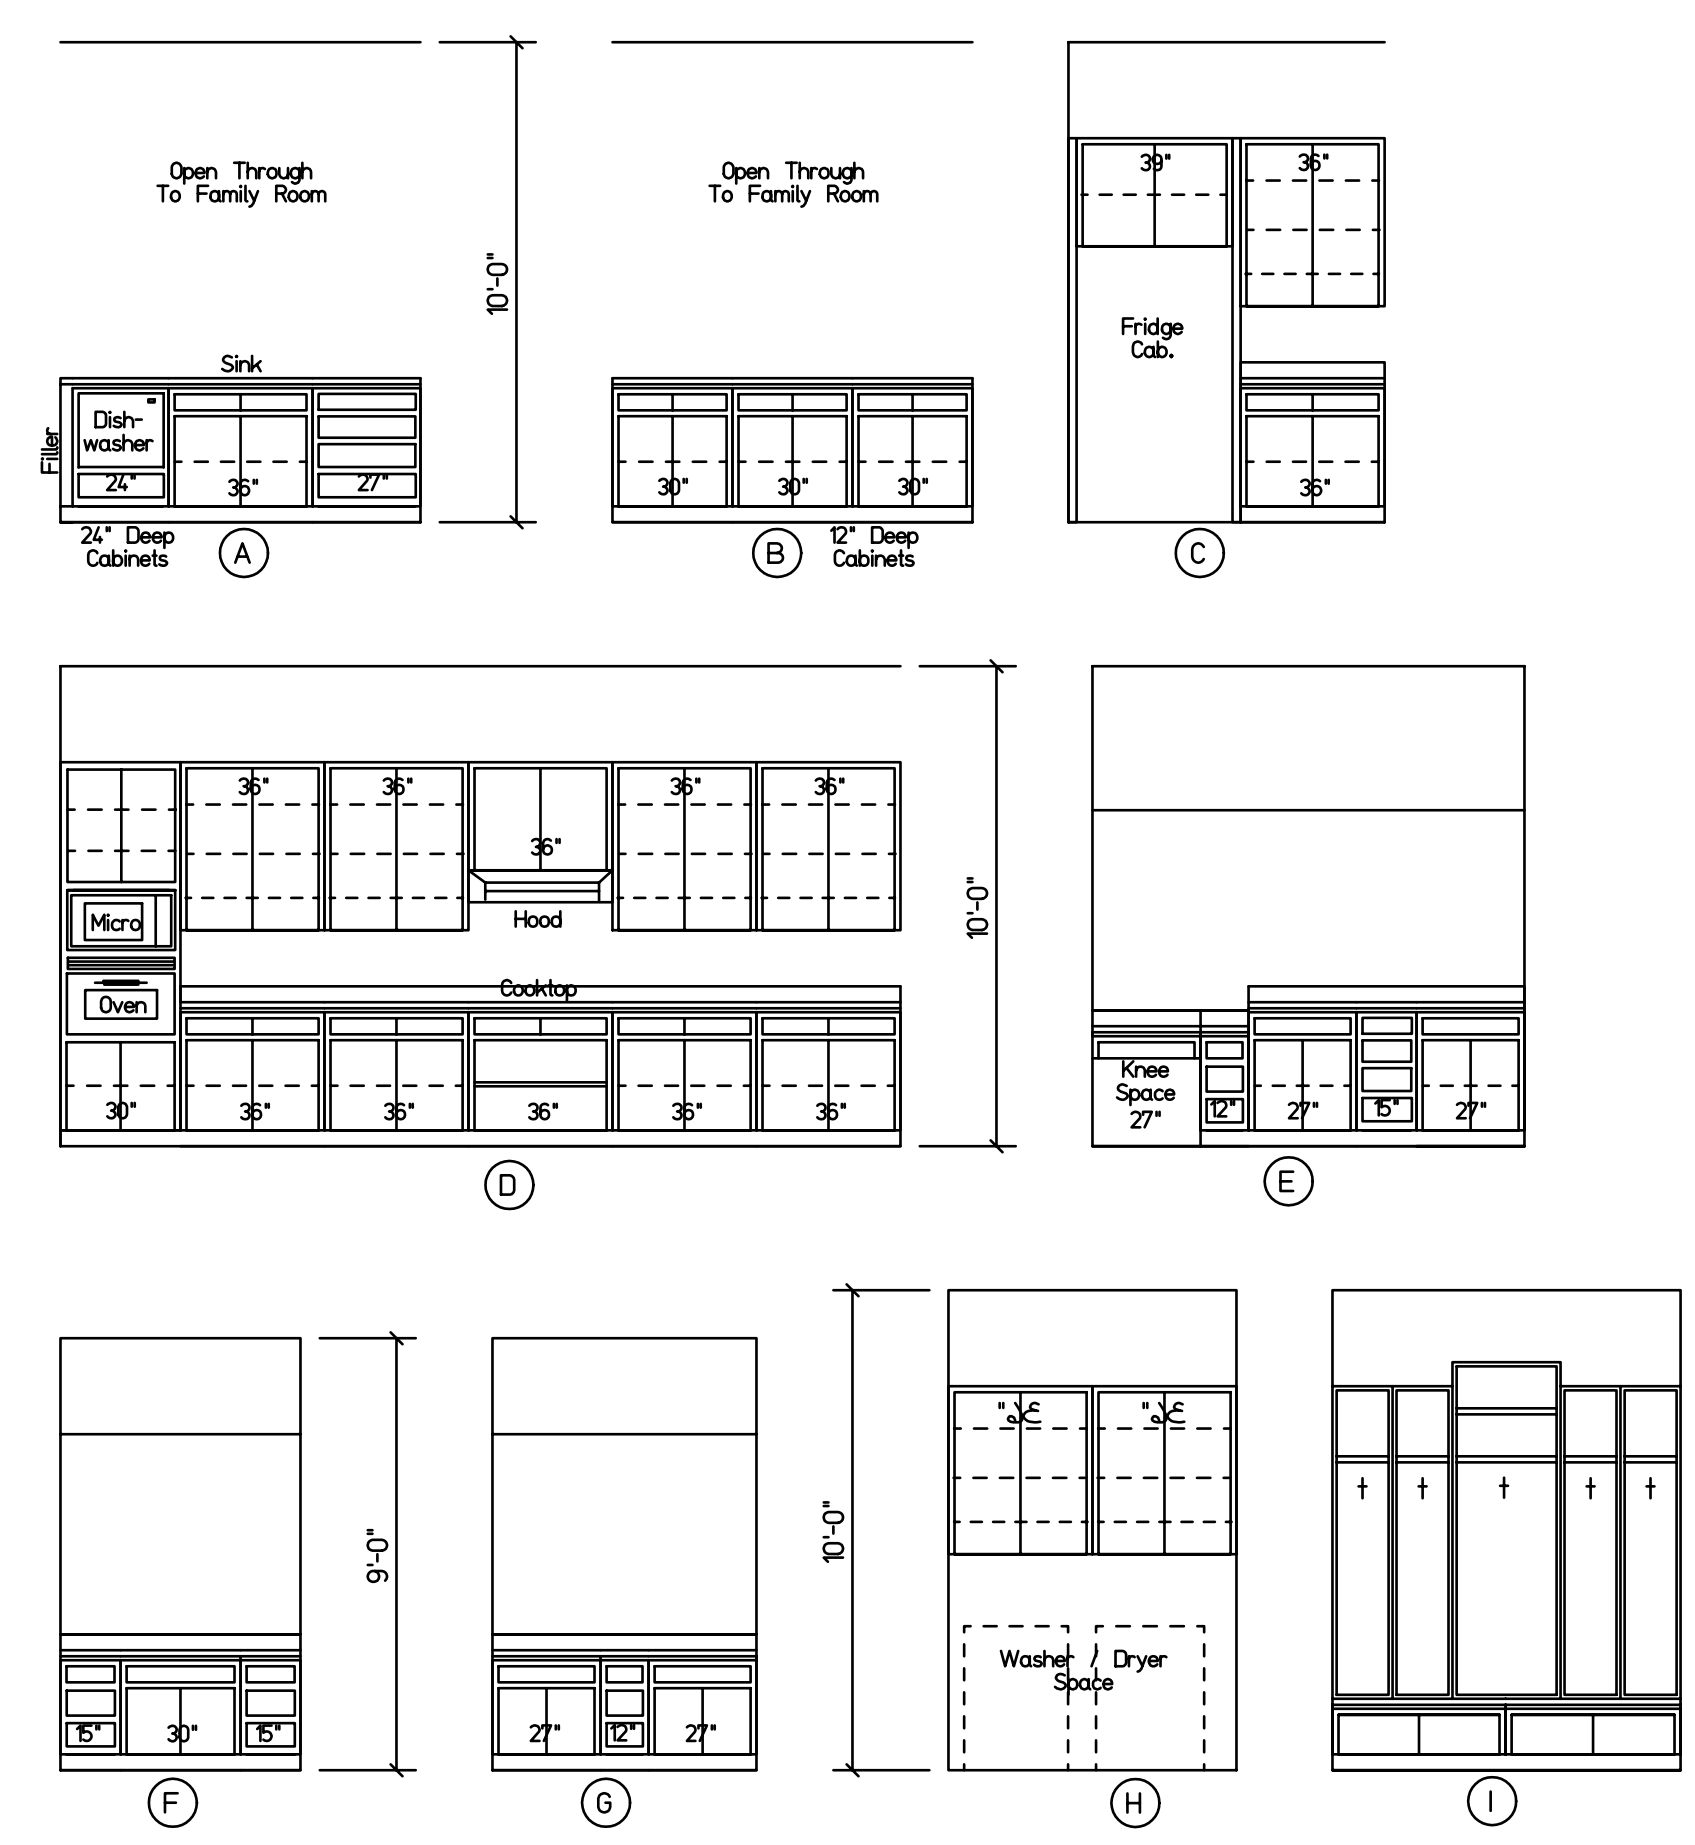 Open Through
To Family Room
10'-0"
Sink
Filler
Dish-
washer
24"
36"
27"
24" Deep
Cabinets
A
Open Through
To Family Room
30"
30"
30"
B
12" Deep
Cabinets
39"
36"
Fridge
Cab.
36"
C
36"
36"
36"
36"
36"
Micro
Hood
Oven
Cooktop
30"
36"
36"
36"
36"
36"
D
10'-0"
Knee
Space
27"
12"
27"
15"
27"
E
15"
30"
15"
F
9'-0"
27"
12"
27"
G
10'-0"
36"
36"
Washer / Dryer
Space
H
I